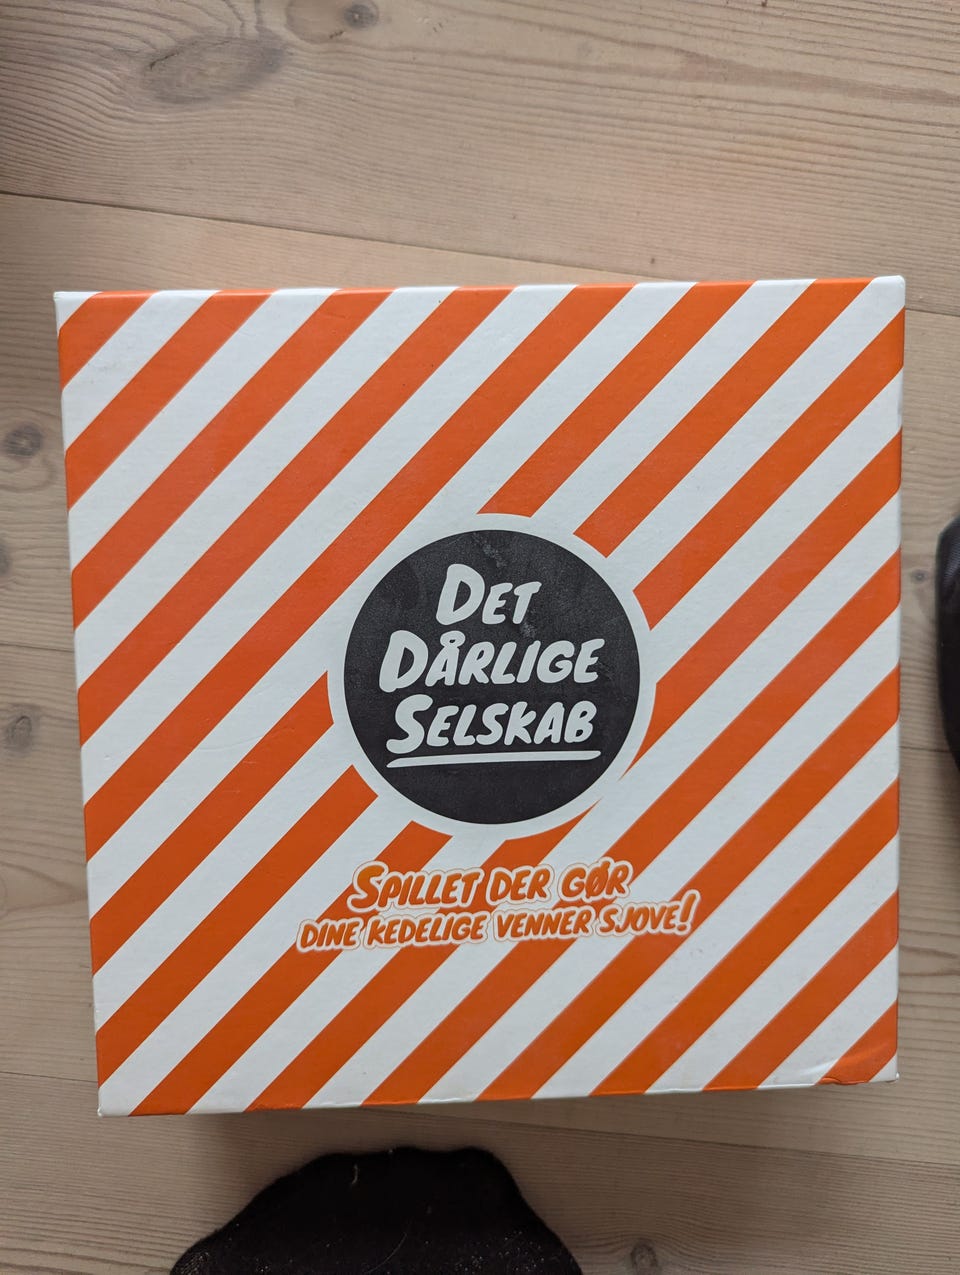 DET
DÅRLIGE
SELSKAB
SPILLET DER GØR
DINE KEDELIGE VENNER SJOVE!